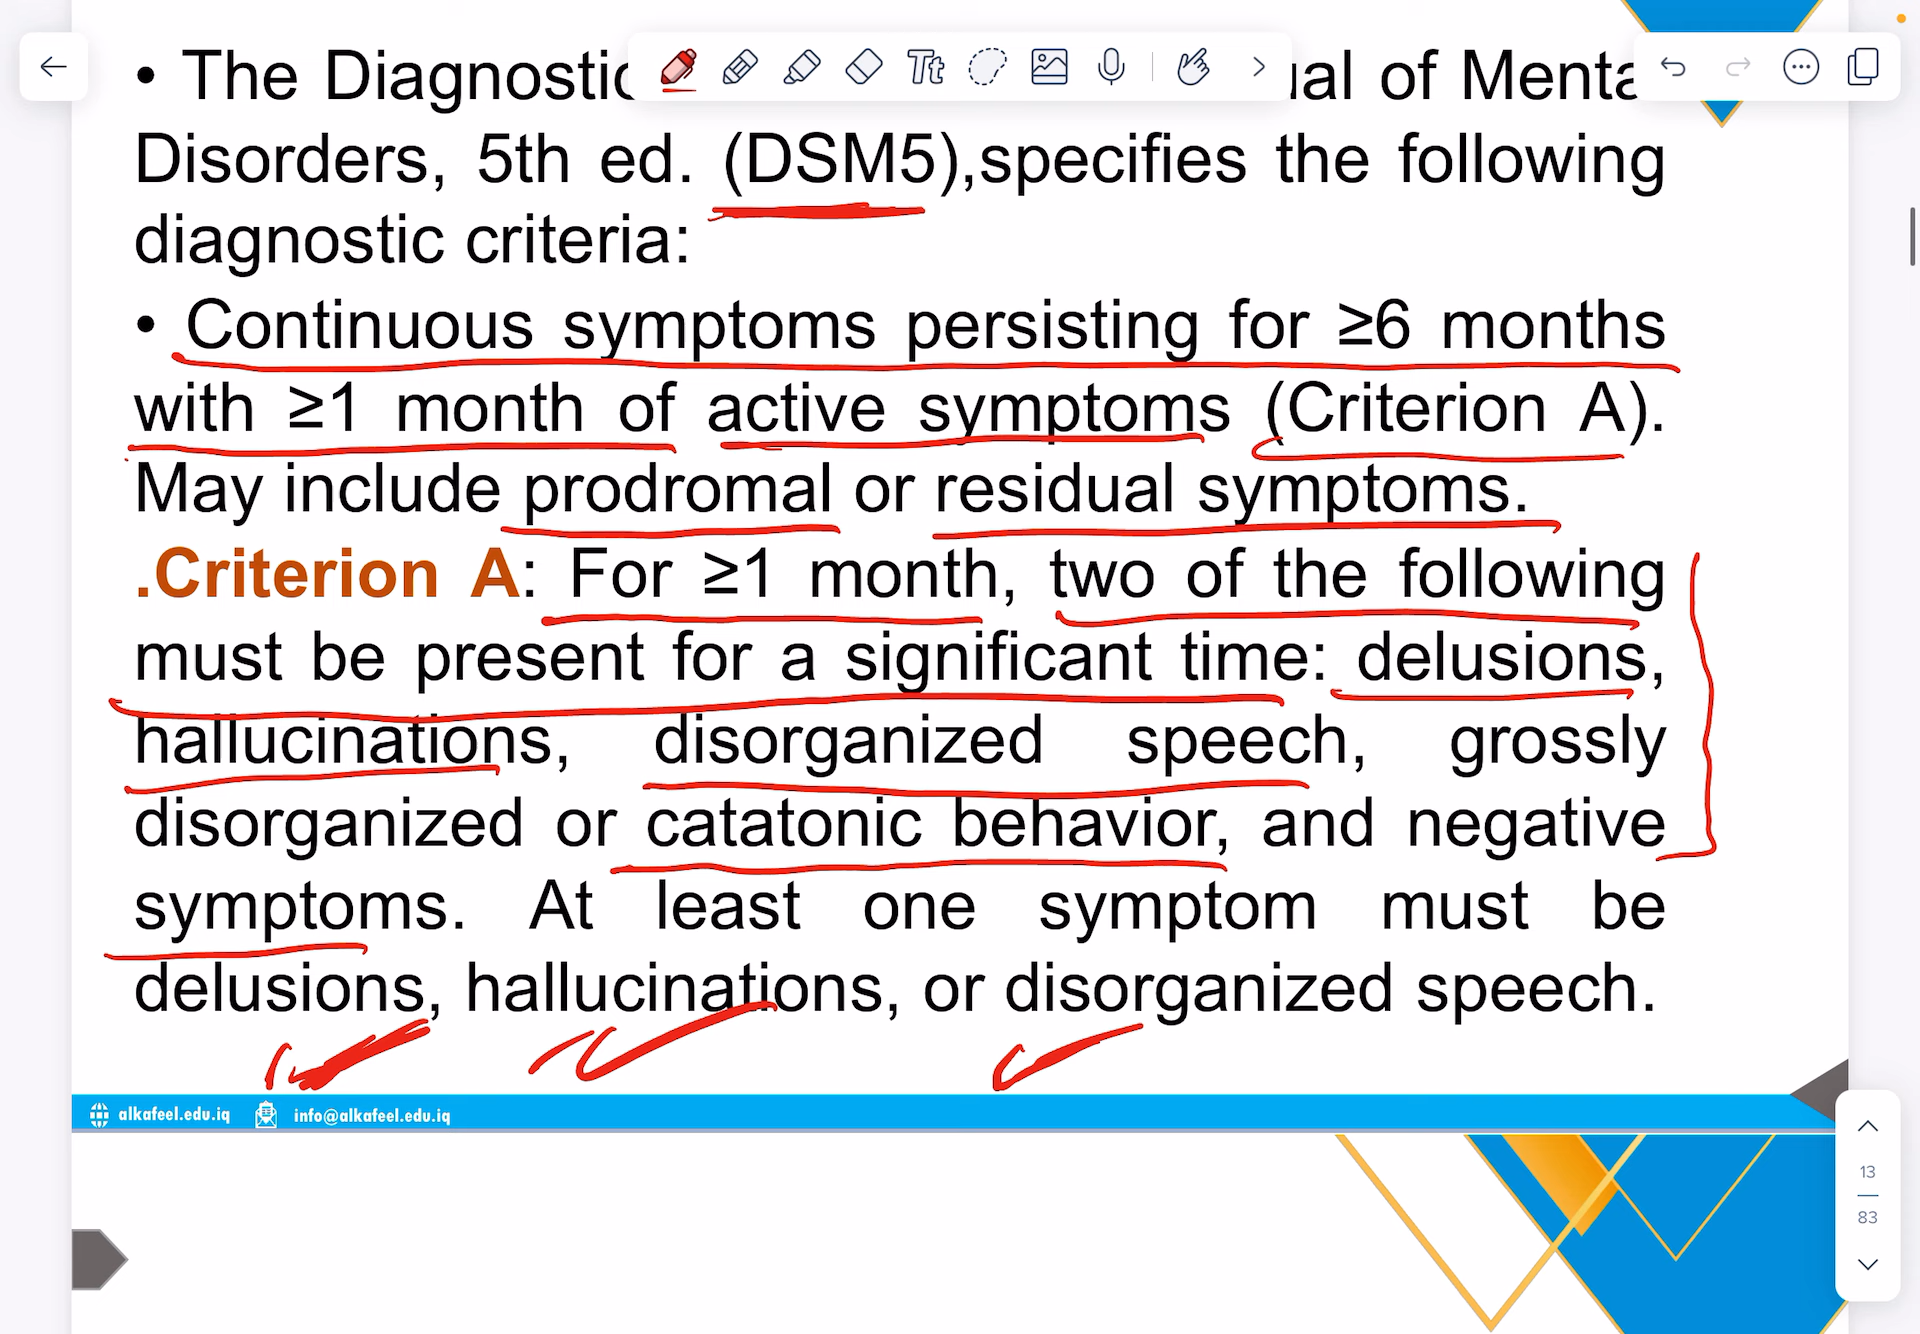 • The Diagnostic ual of Menta
Disorders, 5th ed. (DSM5),specifies the following
diagnostic criteria:
• Continuous symptoms persisting for ≥6 months
with ≥1 month of active symptoms (Criterion A).
May include prodromal or residual symptoms.
.Criterion A: For ≥1 month, two of the following
must be present for a significant time: delusions,
hallucinations, disorganized speech, grossly
disorganized or catatonic behavior, and negative
symptoms. At least one symptom must be
delusions, hallucinations, or disorganized speech.
alkafeel.edu.iq info@alkafeel.edu.iq
13
83
Tt